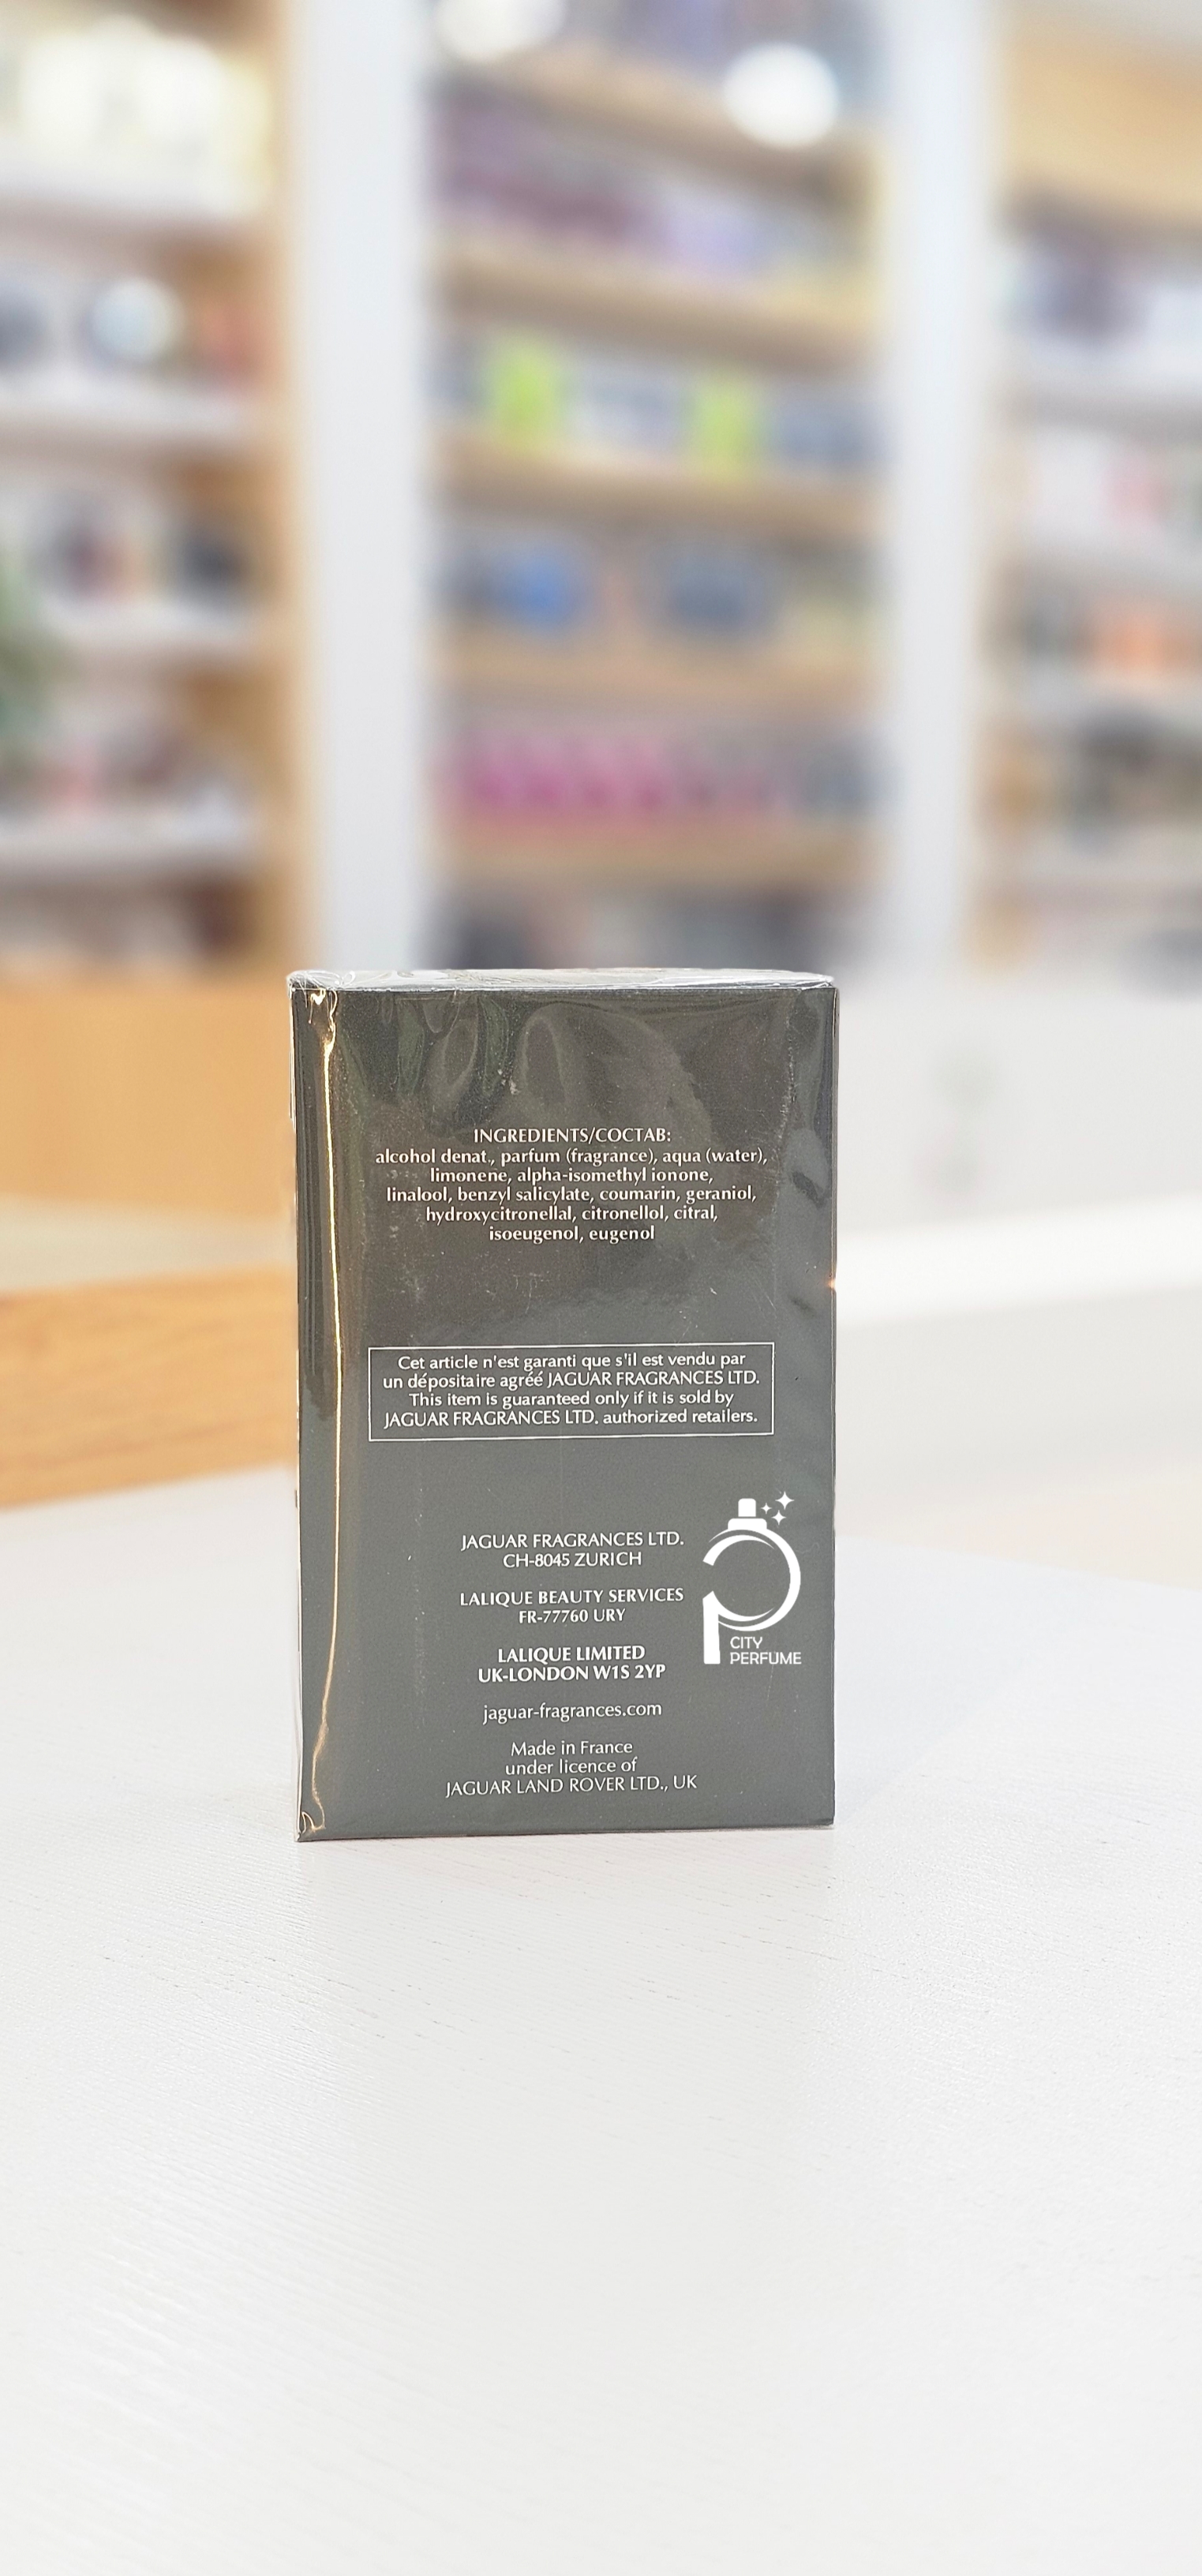 INGREDIENTS/СОСТАВ:
alcohol denat., parfum (fragrance), aqua (water),
limonene, alpha-isomethyl ionone,
linalool, benzyl salicylate, coumarin, geraniol,
hydroxycitronellal, citronellol, citral,
isoeugenol, eugenol
Cet article n'est garanti que s'il est vendu par
un dépositaire agréé JAGUAR FRAGRANCES LTD.
This item is guaranteed only if it is sold by
JAGUAR FRAGRANCES LTD. authorized retailers.
JAGUAR FRAGRANCES LTD.
CH-8045 ZURICH
LALIQUE BEAUTY SERVICES
FR-77760 URY
LALIQUE LIMITED
UK-LONDON W1S 2YP
jaguar-fragrances.com
Made in France
under licence of
JAGUAR LAND ROVER LTD., UK
CITY
PERFUME